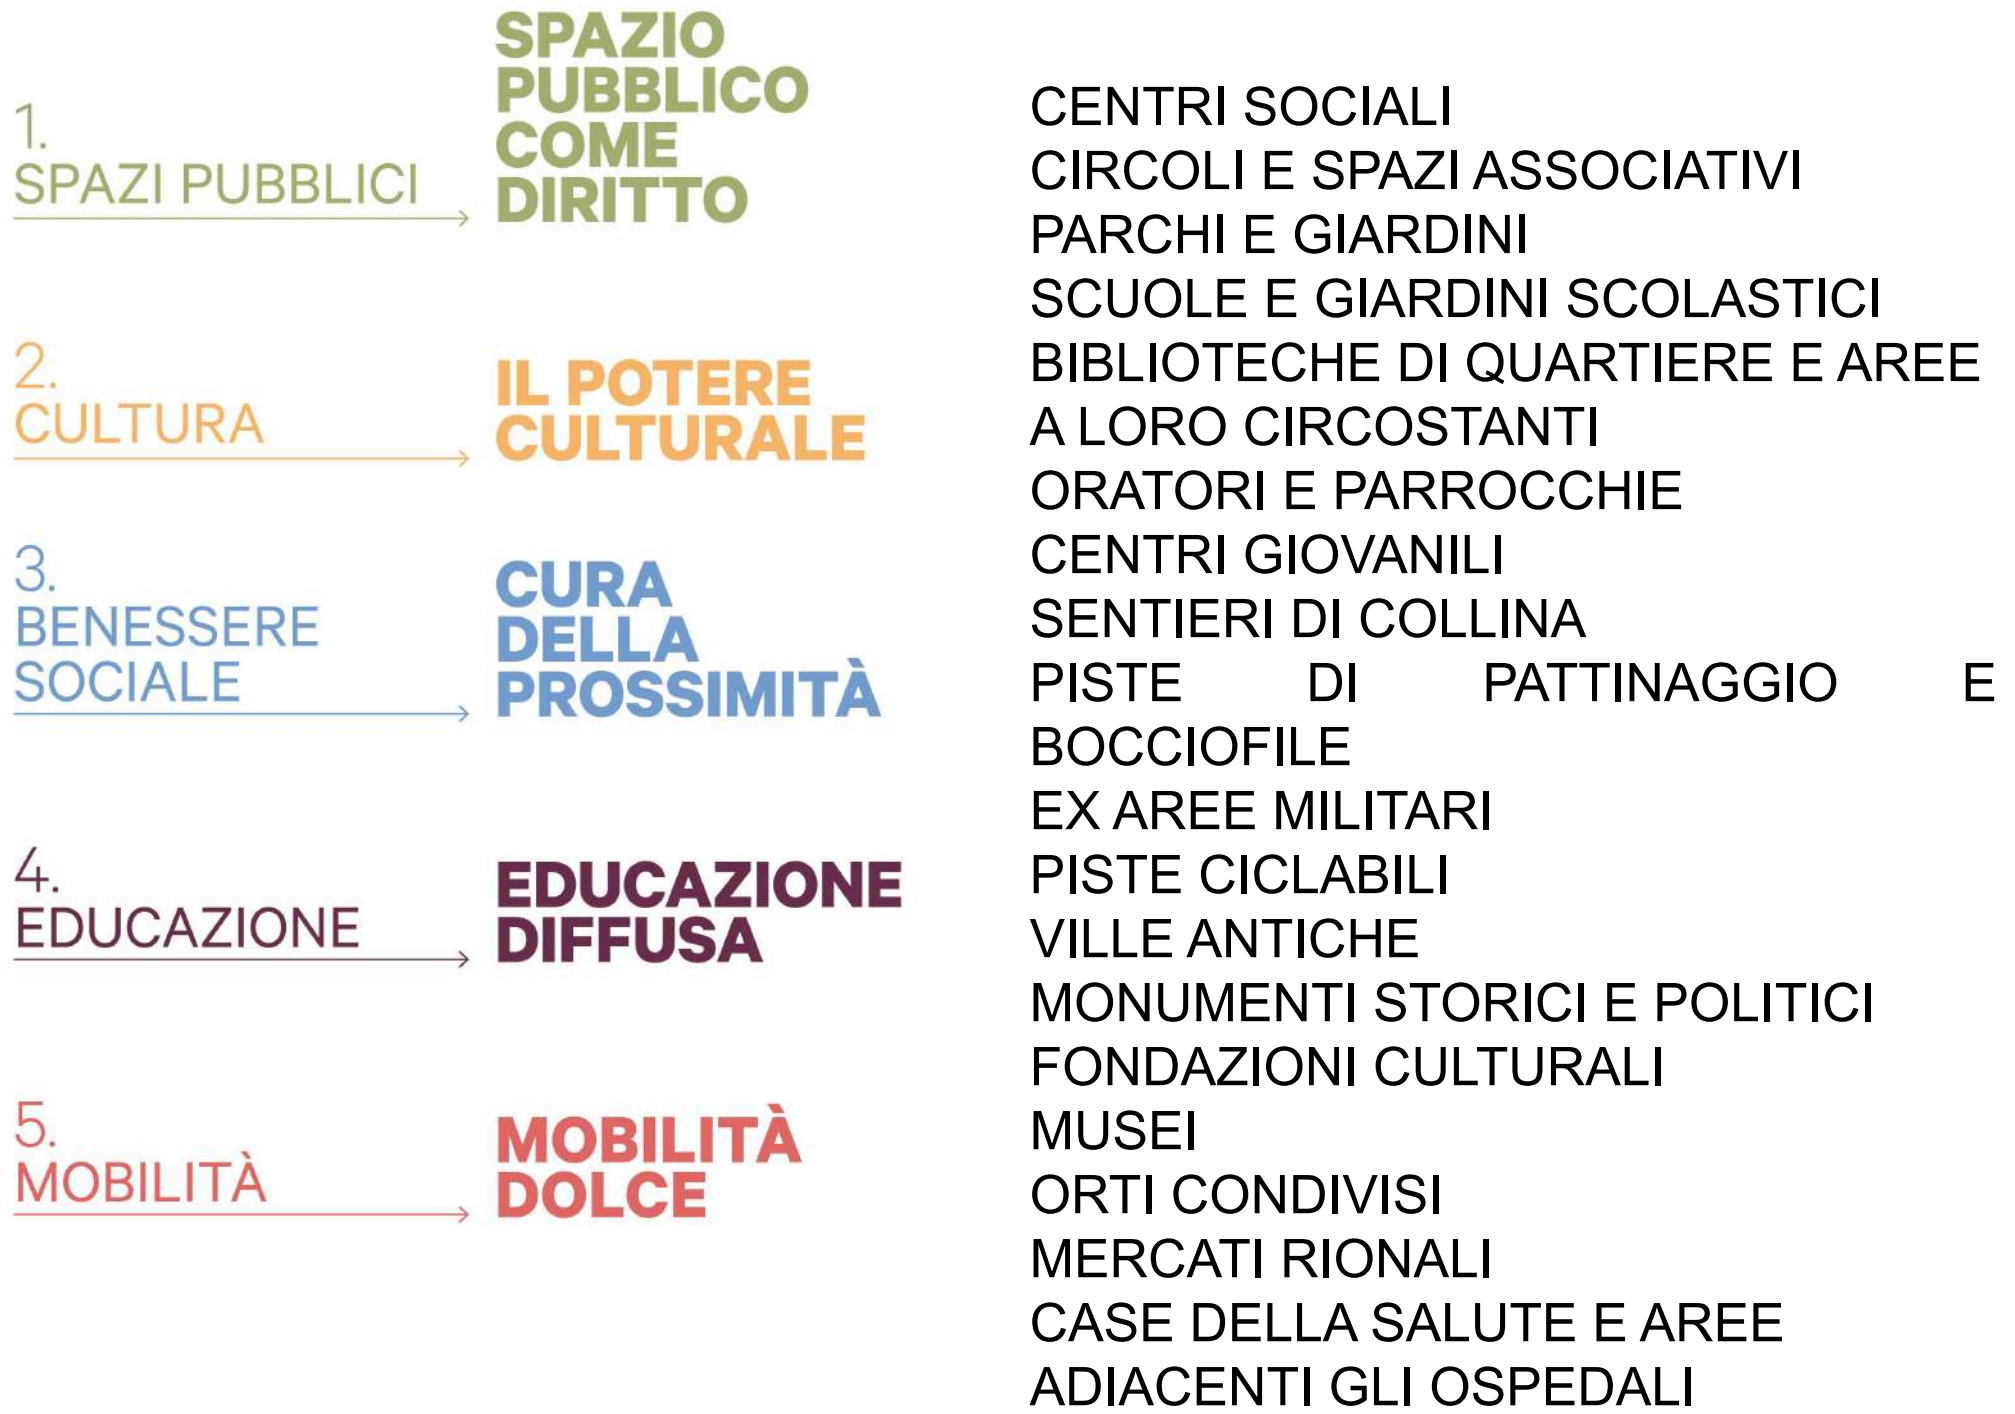 1.
SPAZI PUBBLICI
SPAZIO
PUBBLICO
COME
DIRITTO
2.
CULTURA
IL POTERE
CULTURALE
3.
BENESSERE
SOCIALE
CURA
DELLA
PROSSIMITÀ
4.
EDUCAZIONE
EDUCAZIONE
DIFFUSA
5.
MOBILITÀ
MOBILITÀ
DOLCE
CENTRI SOCIALI
CIRCOLI E SPAZI ASSOCIATIVI
PARCHI E GIARDINI
SCUOLE E GIARDINI SCOLASTICI
BIBLIOTECHE DI QUARTIERE E AREE
A LORO CIRCOSTANTI
ORATORI E PARROCCHIE
CENTRI GIOVANILI
SENTIERI DI COLLINA
PISTE DI PATTINAGGIO E
BOCCIOFILE
EX AREE MILITARI
PISTE CICLABILI
VILLE ANTICHE
MONUMENTI STORICI E POLITICI
FONDAZIONI CULTURALI
MUSEI
ORTI CONDIVISI
MERCATI RIONALI
CASE DELLA SALUTE E AREE
ADIACENTI GLI OSPEDALI